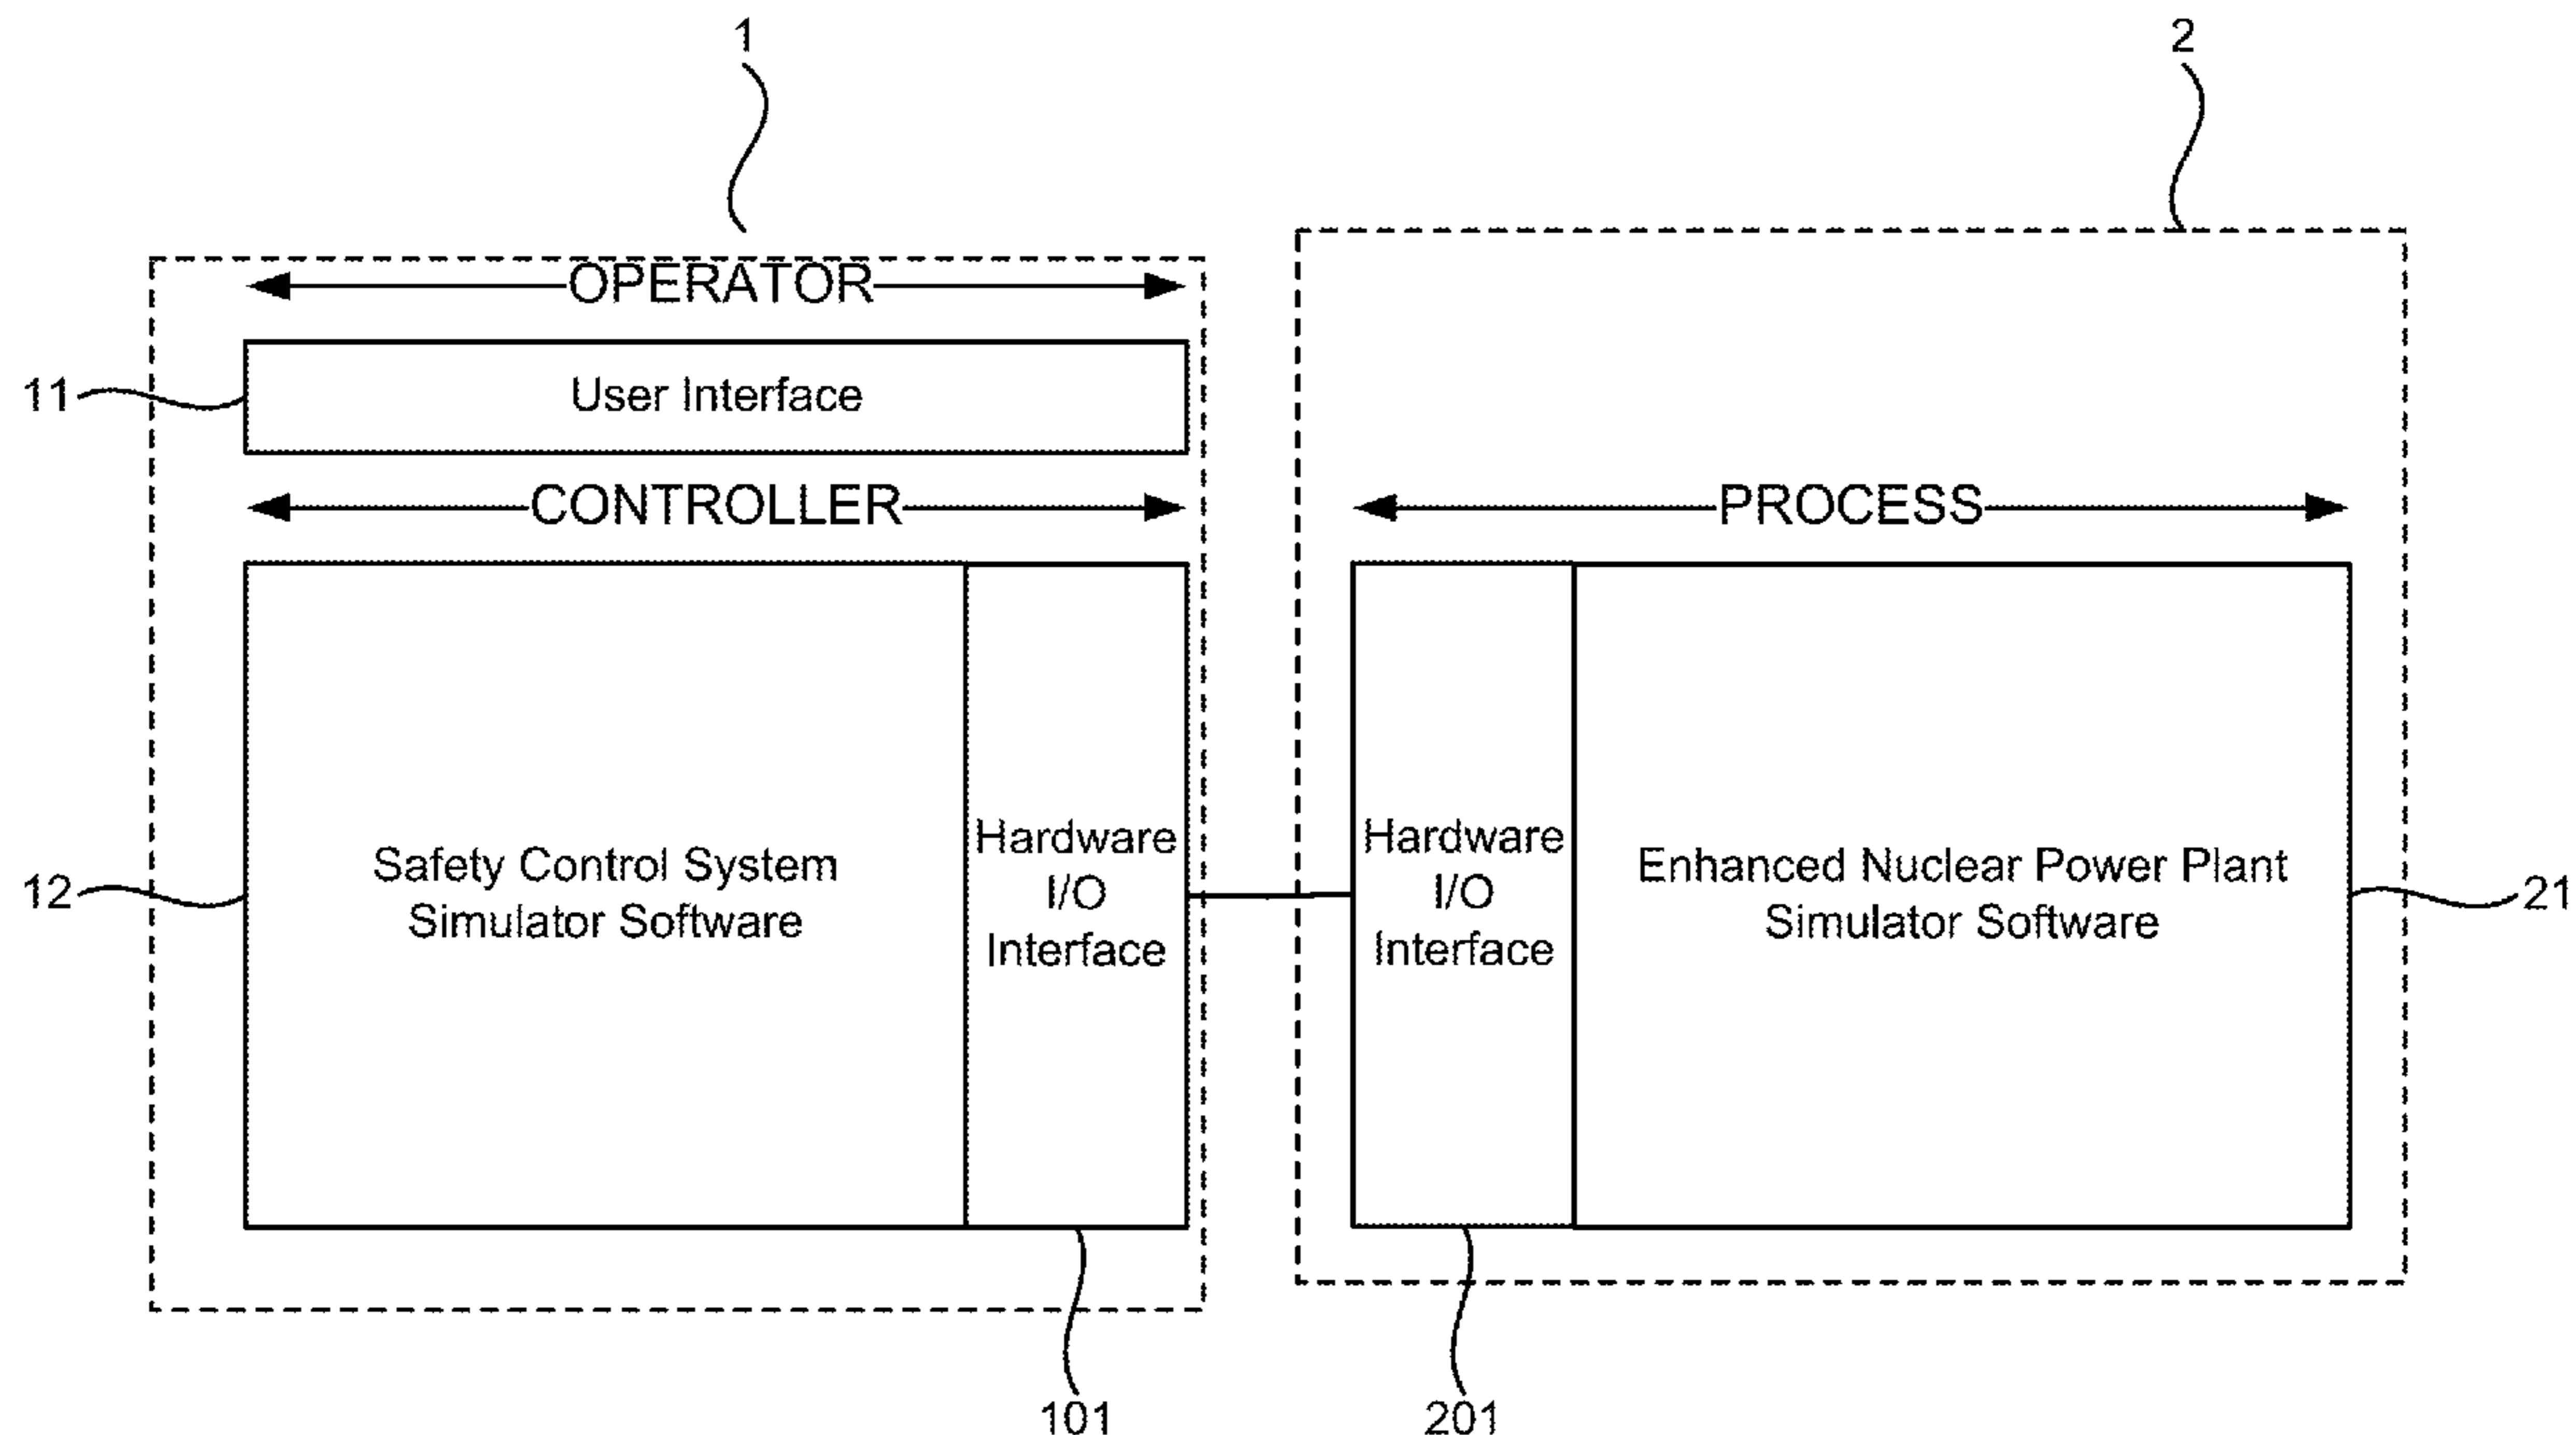 1
2
OPERATOR
11
User Interface
CONTROLLER
PROCESS
12
Safety Control System
Simulator Software
Hardware
I/O
Interface
Hardware
I/O
Interface
Enhanced Nuclear Power Plant
Simulator Software
21
101
201